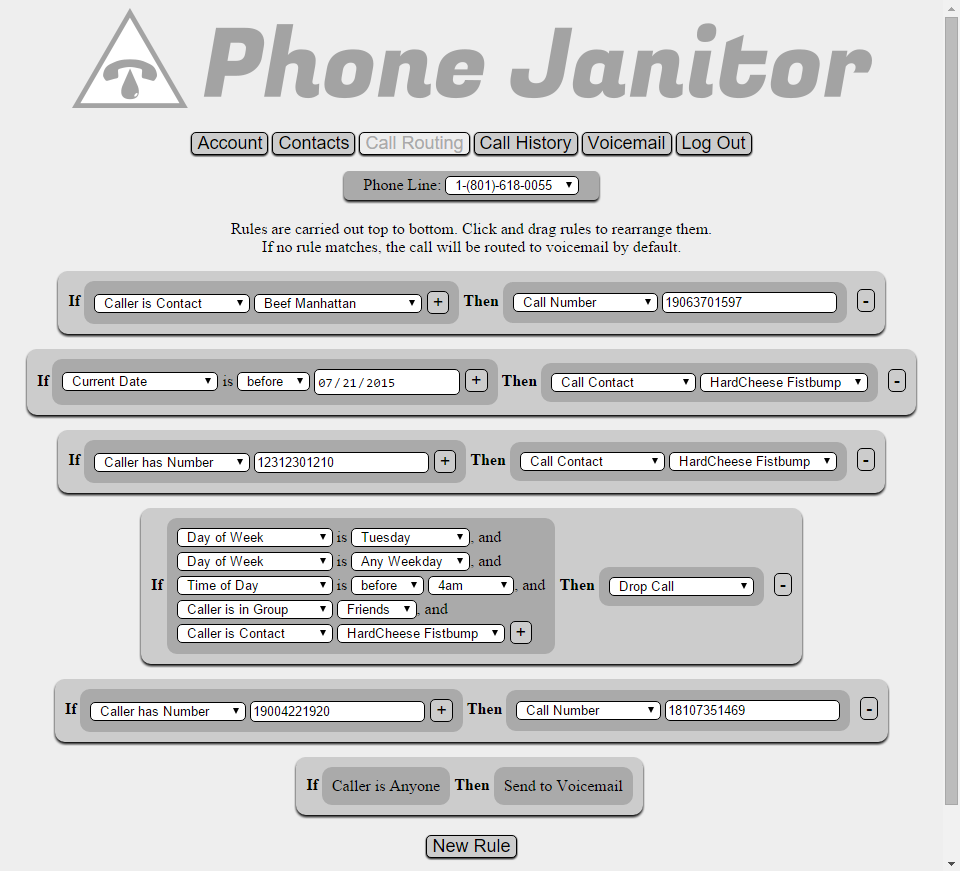 Phone Janitor
Account Contacts Call Routing Call History Voicemail Log Out
Phone Line: 1-(801)-618-0055
Rules are carried out top to bottom. Click and drag rules to rearrange them.
If no rule matches, the call will be routed to voicemail by default.
If Caller is Contact Beef Manhattan + Then Call Number 19063701597 -
If Current Date is before 07/21/2015 + Then Call Contact HardCheese Fistbump -
If Caller has Number 12312301210 + Then Call Contact HardCheese Fistbump -
Day of Week is Tuesday , and
Day of Week is Any Weekday , and
If Time of Day is before 4am , and Then Drop Call -
Caller is in Group Friends , and
Caller is Contact HardCheese Fistbump +
If Caller has Number 19004221920 + Then Call Number 18107351469 -
If Caller is Anyone Then Send to Voicemail
New Rule